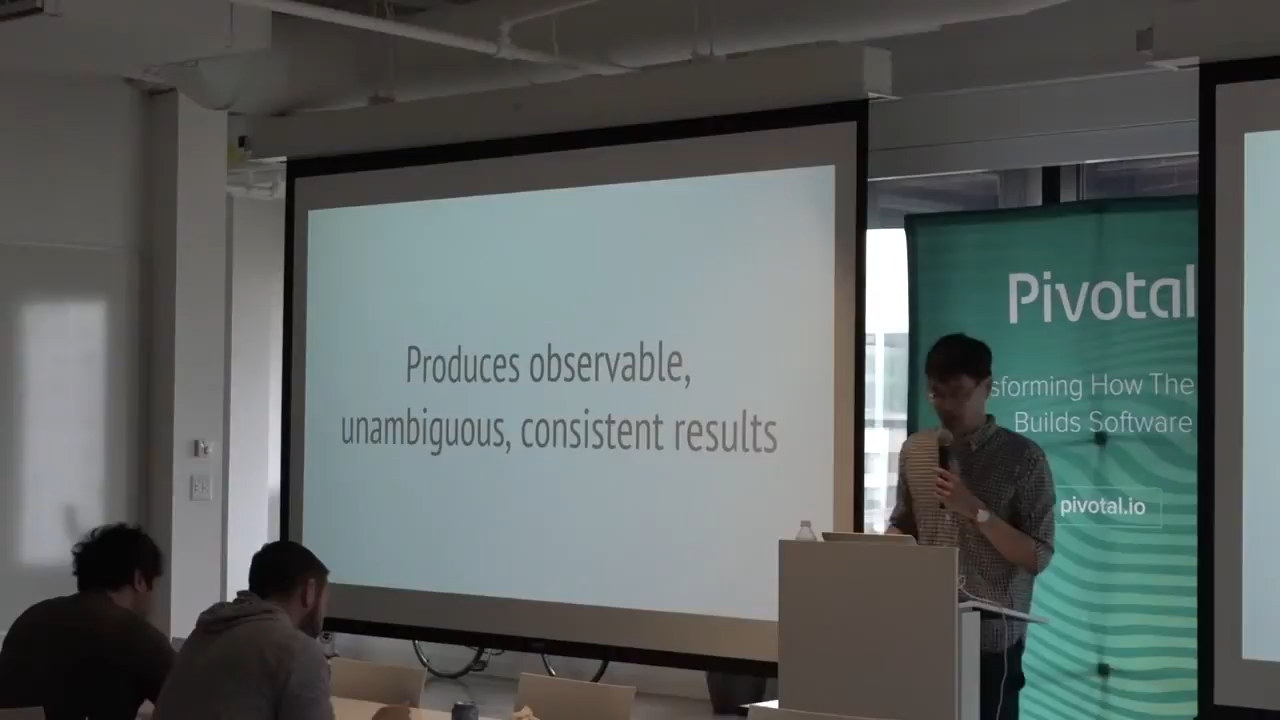 Produces observable,
unambiguous, consistent results
Pivotal
sforming How The
Builds Software
pivotal.io